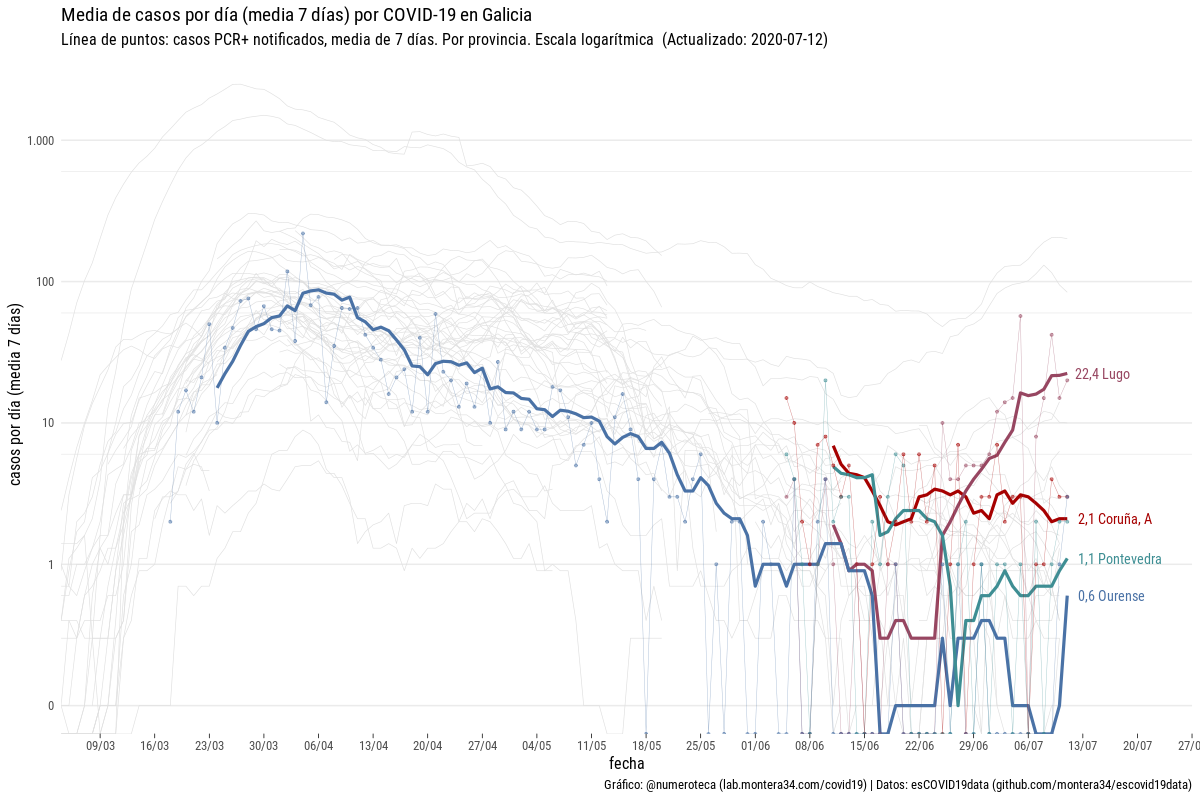 Media de casos por día (media 7 días) por COVID-19 en Galicia
Línea de puntos: casos PCR+ notificados, media de 7 días. Por provincia. Escala logarítmica  (Actualizado: 2020-07-12)
casos por día (media 7 días)
1.000
100
10
1
0
22,4 Lugo
2,1 Coruña, A
1,1 Pontevedra
0,6 Ourense
09/03 16/03 23/03 30/03 06/04 13/04 20/04 27/04 04/05 11/05 18/05 25/05 01/06 08/06 15/06 22/06 29/06 06/07 13/07 20/07 27/0
fecha
Gráfico: @numeroteca (lab.montera34.com/covid19) | Datos: esCOVID19data (github.com/montera34/escovid19data)